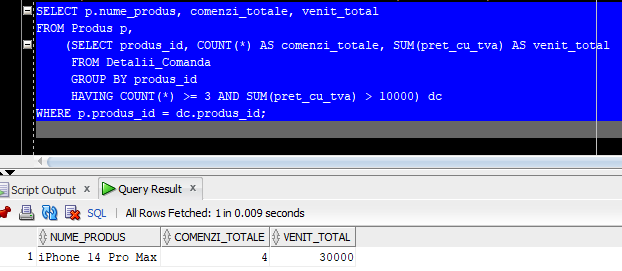 SELECT p.nume_produs, comenzi_totale, venit_total
FROM Produs p,
(SELECT produs_id, COUNT(*) AS comenzi_totale, SUM(pret_cu_tva) AS venit_total
FROM Detalii_Comanda
GROUP BY produs_id
HAVING COUNT(*) >= 3 AND SUM(pret_cu_tva) > 10000) dc
WHERE p.produs_id = dc.produs_id;
Script Output x Query Result x
SQL | All Rows Fetched: 1 in 0.009 seconds
NUME_PRODUS COMENZI_TOTALE VENIT_TOTAL
1 iPhone 14 Pro Max 4 30000